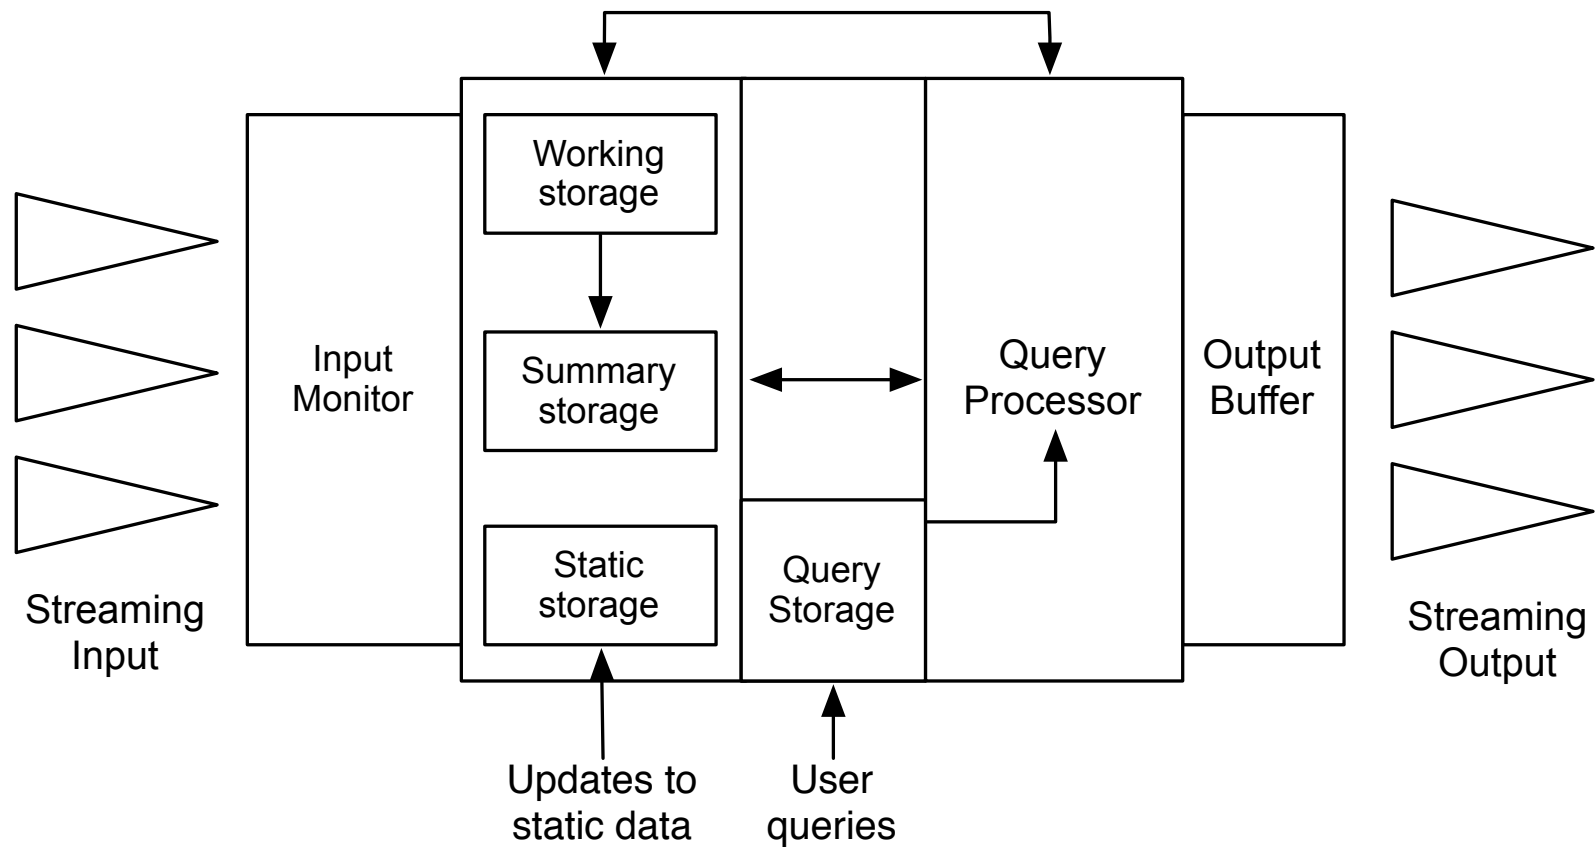 Working
storage
Input
Monitor
Summary
storage
Query
Processor
Output
Buffer
Static
storage
Query
Storage
Streaming
Input
Streaming
Output
Updates to
static data
User
queries